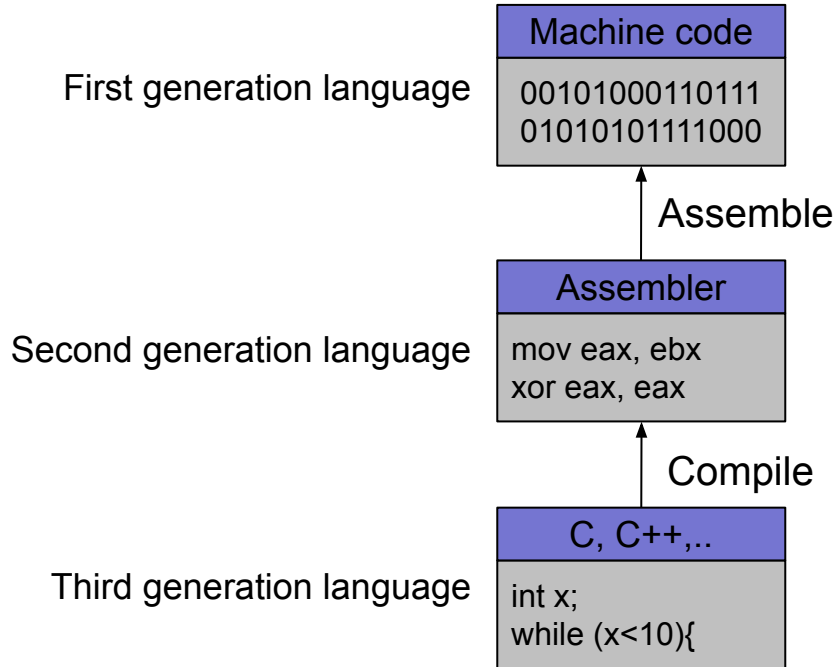 Machine code
First generation language
00101000110111
01010101111000
Assemble
Assembler
Second generation language
mov eax, ebx
xor eax, eax
Compile
C, C++,..
Third generation language
int x;
while (x<10){